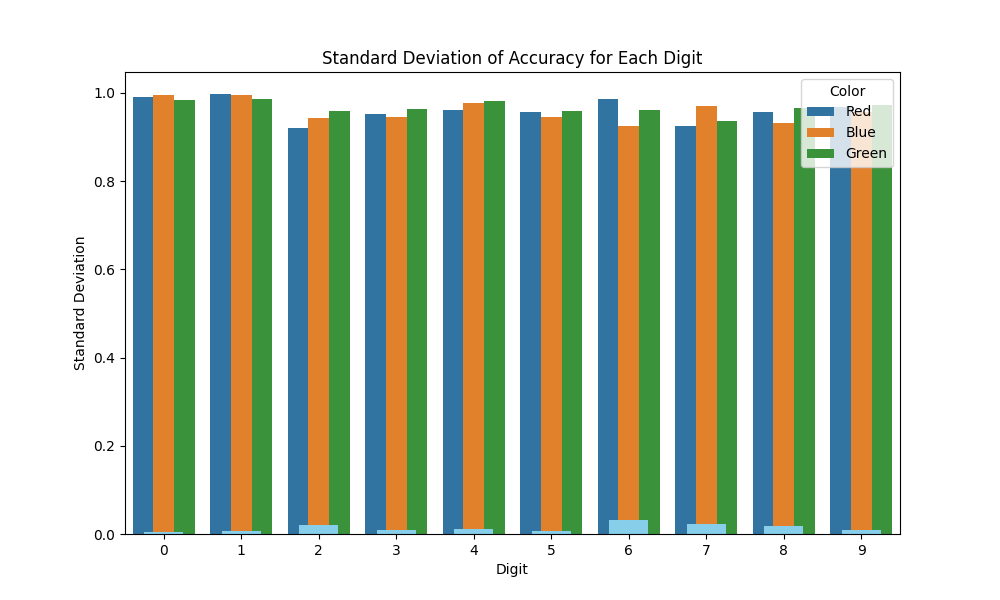 Standard Deviation of Accuracy for Each Digit
Standard Deviation
1.0
0.8
0.6
0.4
0.2
0.0
Color
Red
Blue
Green
0 1 2 3 4 5 6 7 8 9
Digit